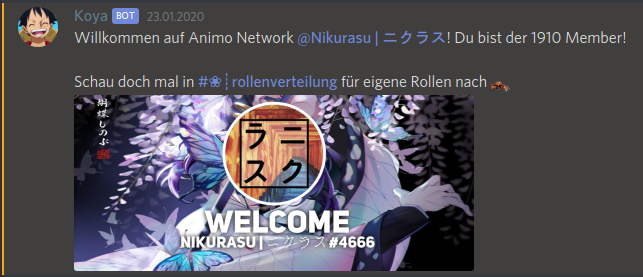 Koya BOT 23.01.2020
Willkommen auf Animo Network @Nikurasu | ニクラス! Du bist der 1910 Member!
Schau doch mal in #❀┊rollenverteilung für eigene Rollen nach
胡蝶しのぶ
ニク
ラス
WELCOME
NIKURASU | ニクラス#4666